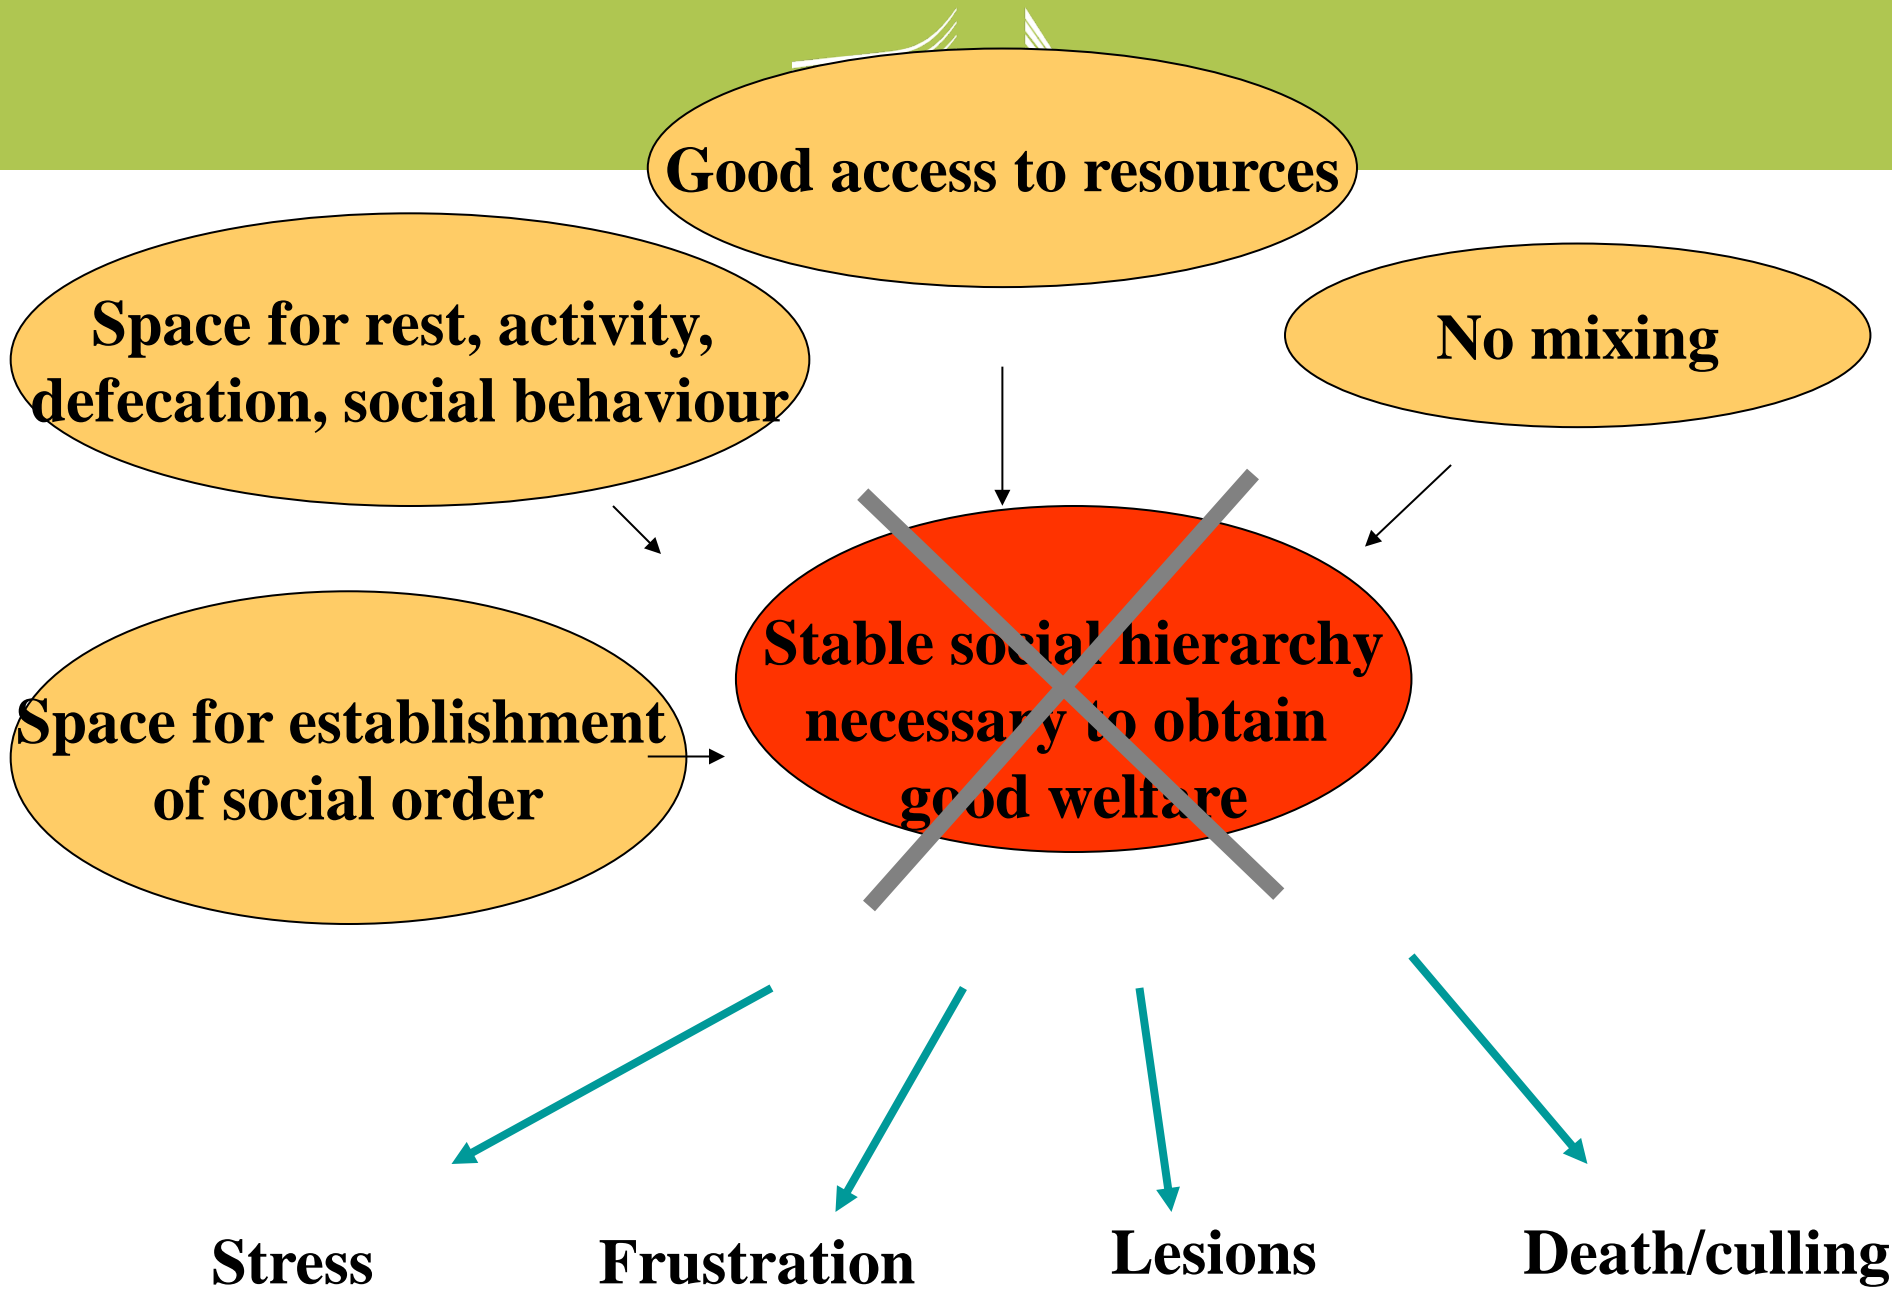 Good access to resources
Space for rest, activity,
defecation, social behaviour
No mixing
Space for establishment
of social order
Stable social hierarchy
necessary to obtain
good welfare
Stress
Frustration
Lesions
Death/culling